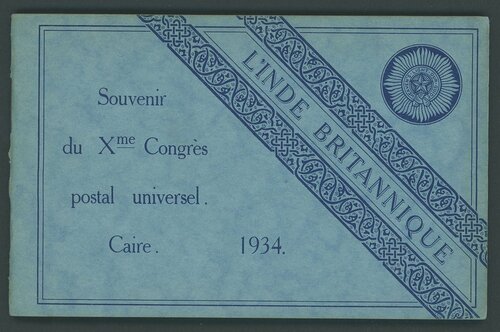 Souvenir
du Xme Congrès
postal universel.
Caire. 1934.
L'INDE BRITANNIQUE